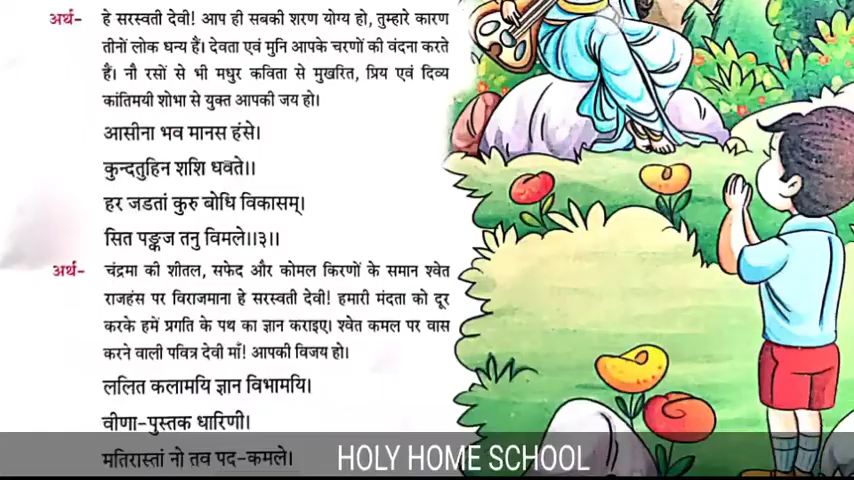 अर्थ- हे सरस्वती देवी! आप ही सबकी शरण योग्य हो, तुम्हारे कारण
तीनों लोक धन्य हैं। देवता एवं मुनि आपके चरणों की वंदना करते
हैं। नौ रसों से भी मधुर कविता से मुखरित, प्रिय एवं दिव्य
कांतिमयी शोभा से युक्त आपकी जय हो।
आसीना भव मानस हंसे।
कुन्दतुहिन शशि धवते।।
हर जडतां कुरु बोधि विकासम्।
सित पङ्कज तनु विमले।।३।।
अर्थ- चंद्रमा की शीतल, सफेद और कोमल किरणों के समान श्वेत
राजहंस पर विराजमाना हे सरस्वती देवी! हमारी मंदता को दूर
करके हमें प्रगति के पथ का ज्ञान कराइए। श्वेत कमल पर वास
करने वाली पवित्र देवी माँ! आपकी विजय हो।
ललित कलामयि ज्ञान विभामयि।
वीणा-पुस्तक धारिणी।
मतिरास्तां नो तव पद-कमले।
HOLY HOME SCHOOL